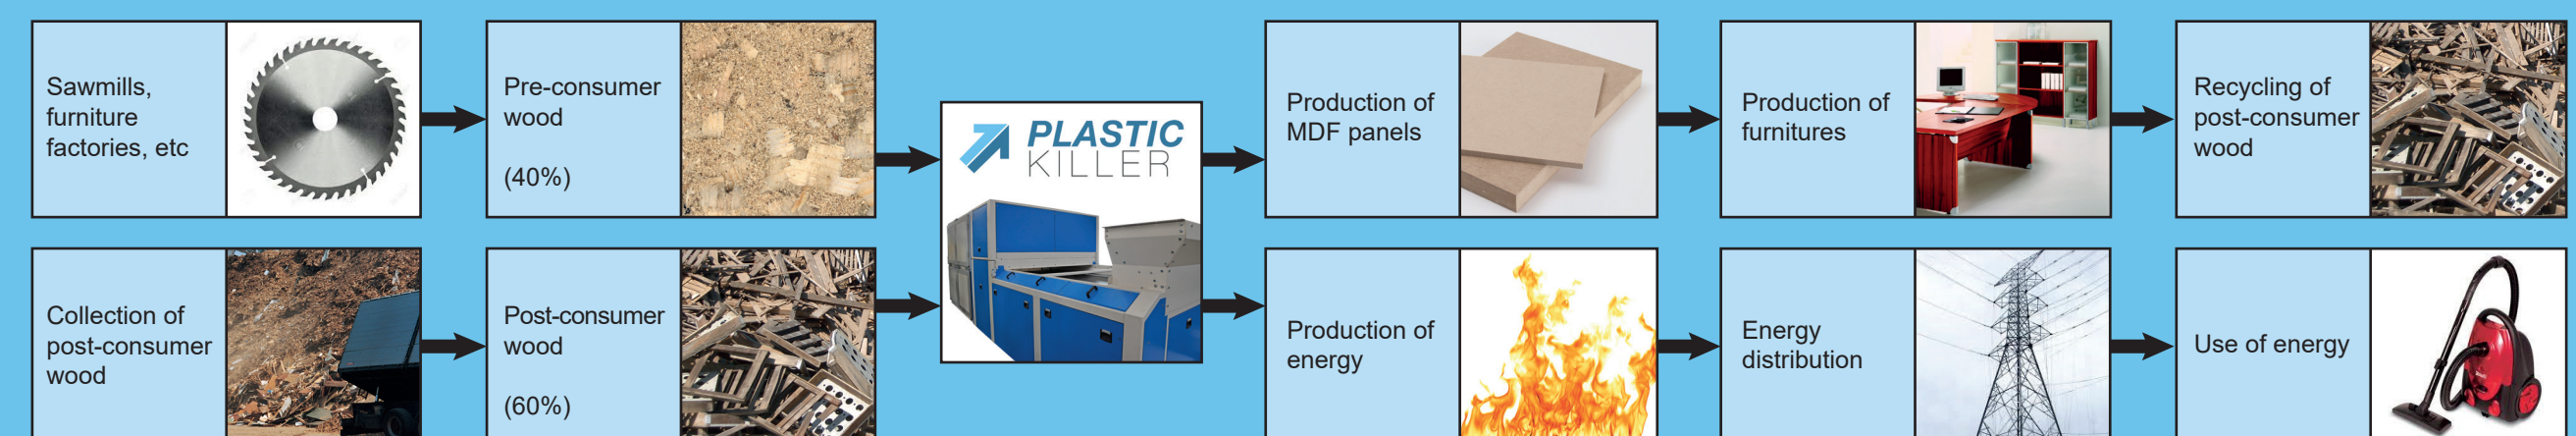 Sawmills,
furniture
factories, etc
Pre-consumer
wood
(40%)
PLASTIC
KILLER
Production of
MDF panels
Production of
furnitures
Recycling of
post-consumer
wood
Collection of
post-consumer
wood
Post-consumer
wood
(60%)
Production of
energy
Energy
distribution
Use of energy